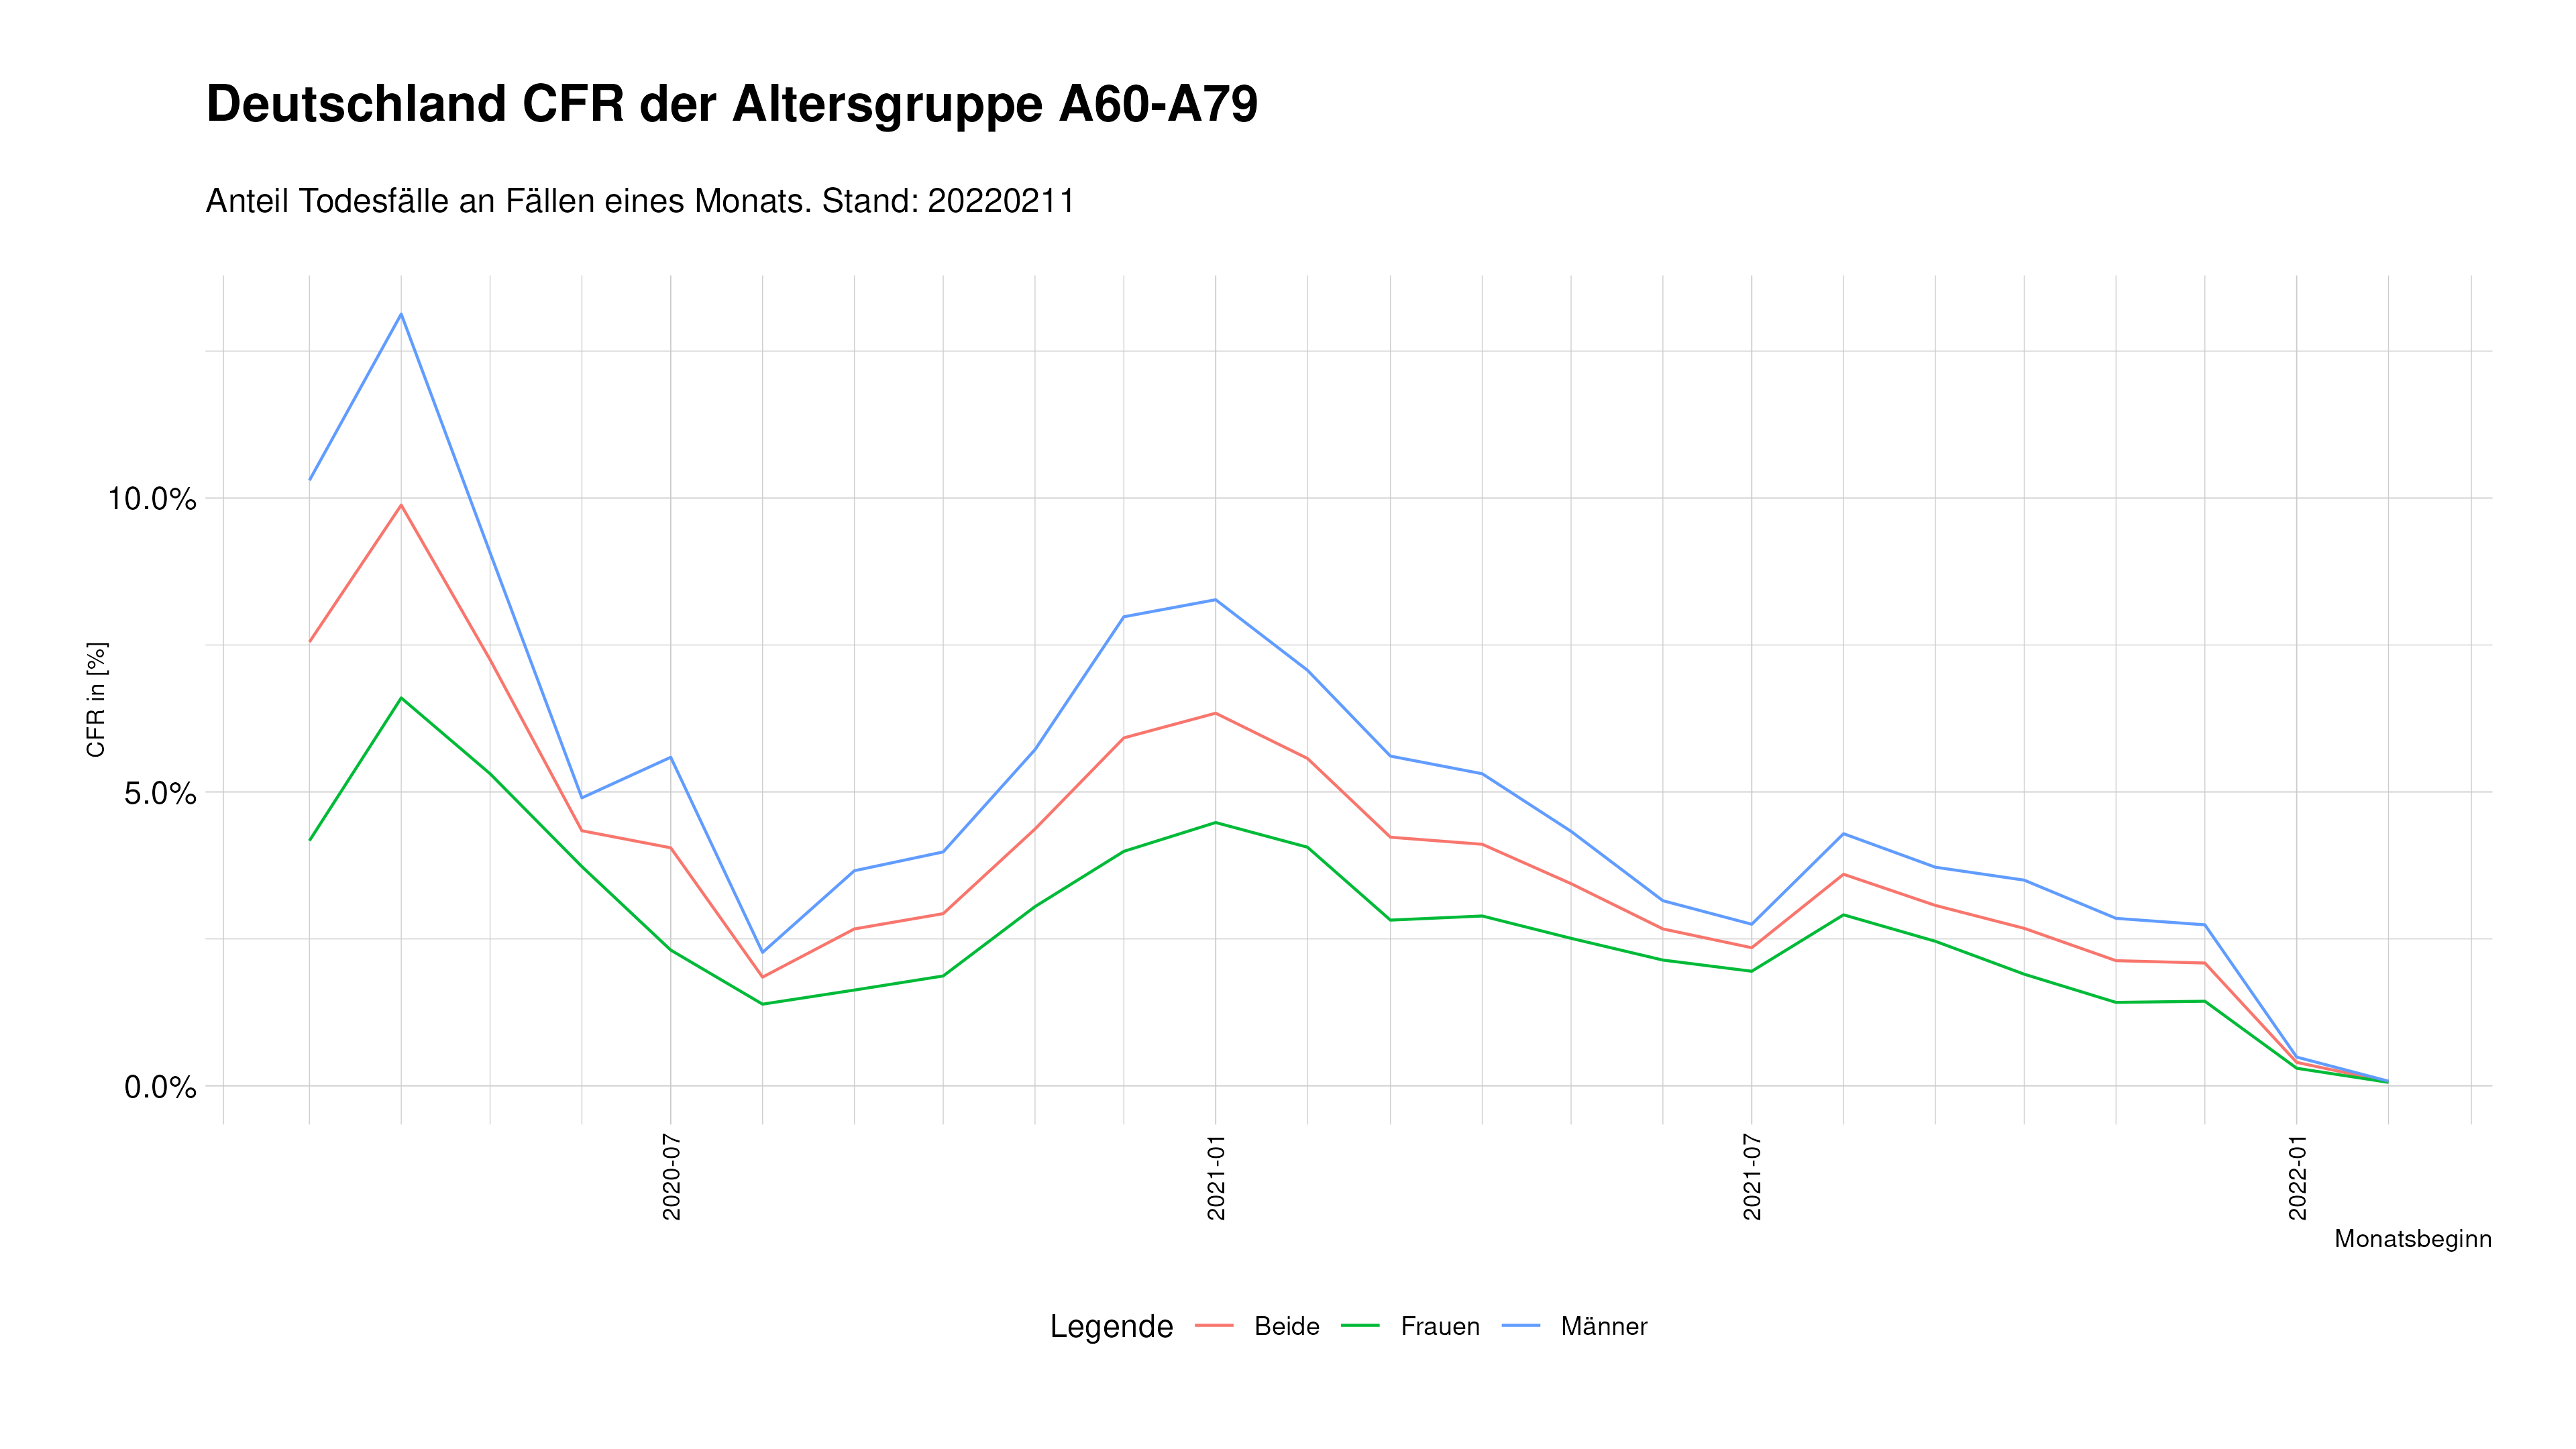 Deutschland CFR der Altersgruppe A60-A79
Anteil Todesfälle an Fällen eines Monats. Stand: 20220211
CFR in [%]
10.0%
5.0%
0.0%
2020-07
2021-01
2021-07
2022-01
Monatsbeginn
Legende Beide Frauen Männer